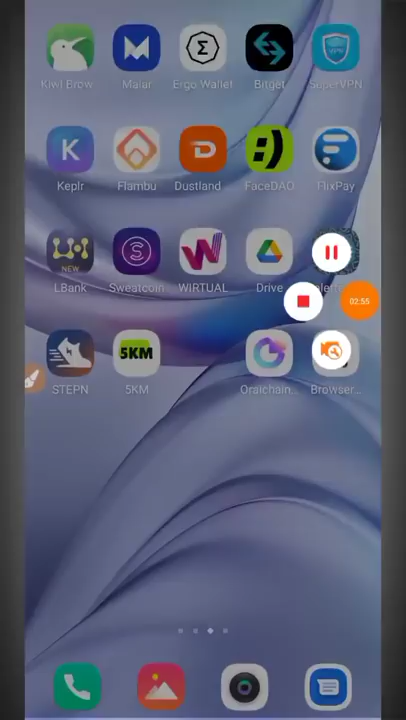 Kiwi Brow
Maiar
Ergo Wallet
Bitget
SuperVPN
VPN
K
Σ
Keplr
Flambu
Dustland
FaceDAO
FlixPay
NEW
LBank
Sweatcoin
WIRTUAL
Drive
02:55
5KM
STEPN
5KM
Oraichain...
Browser...